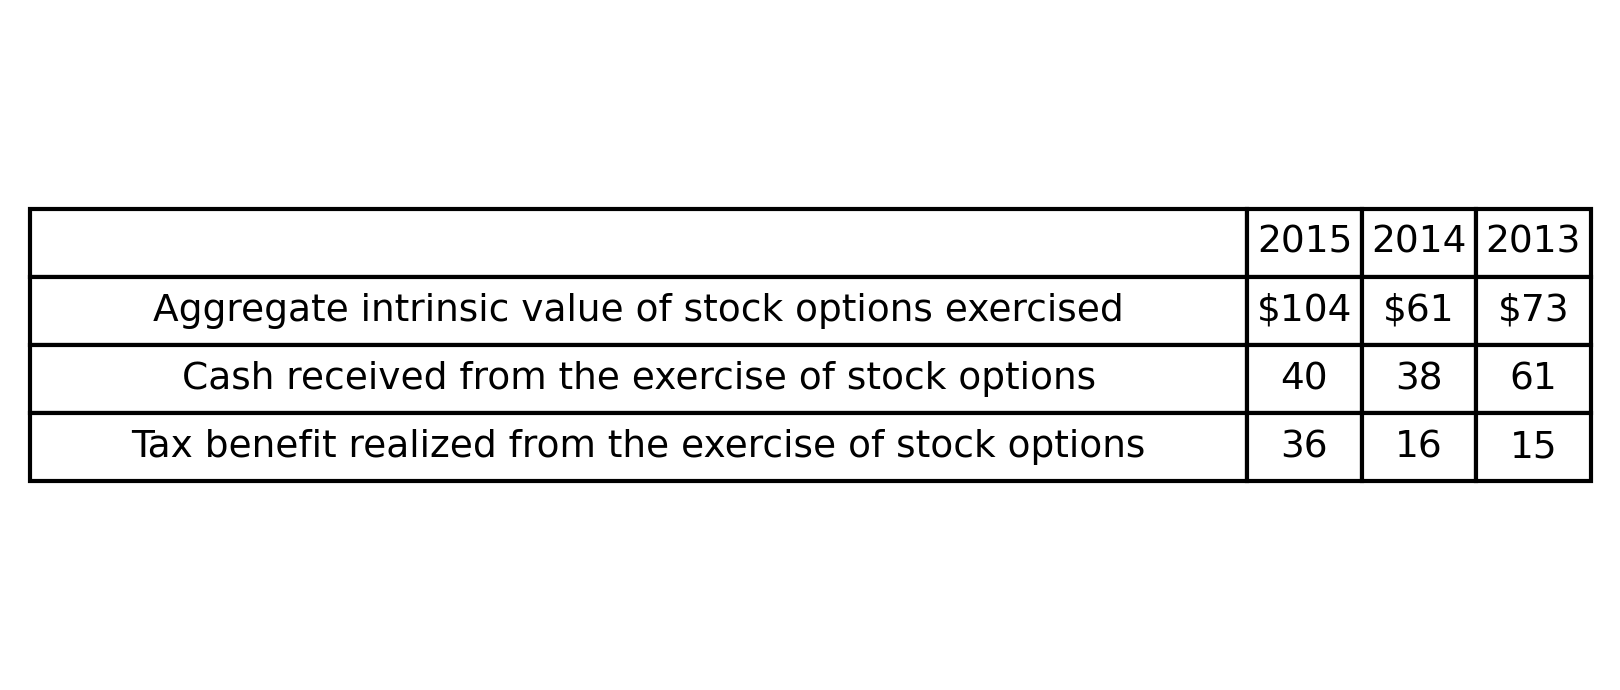 2015 2014 2013
Aggregate intrinsic value of stock options exercised $104 $61 $73
Cash received from the exercise of stock options 40 38 61
Tax benefit realized from the exercise of stock options 36 16 15